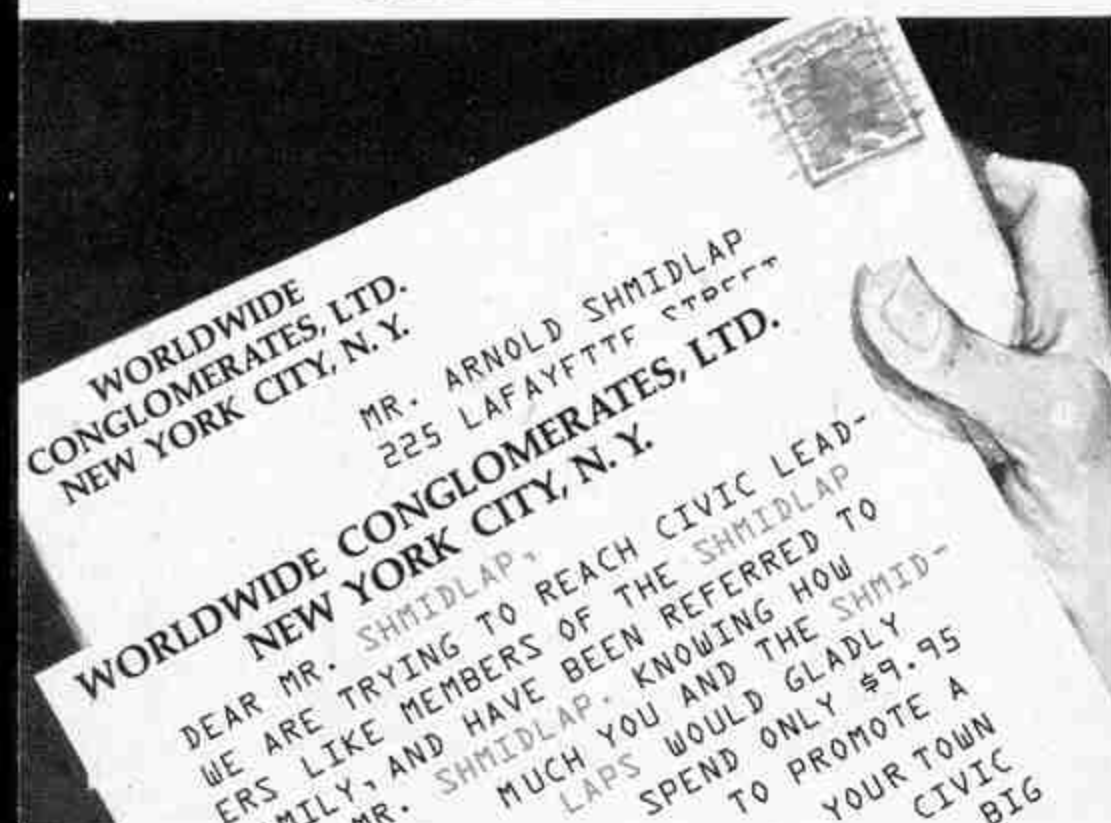 WORLDWIDE
CONGLOMERATES, LTD.
NEW YORK CITY, N. Y.
MR. ARNOLD SHMIDLAP
225 LAFAYETTE STREET
WORLDWIDE CONGLOMERATES, LTD.
NEW YORK CITY, N. Y.
DEAR MR. SHMIDLAP,
WE ARE TRYING TO REACH CIVIC LEAD-
ERS LIKE MEMBERS OF THE SHMIDLAP
MILY, AND HAVE BEEN REFERRED TO
MR. SHMIDLAP. KNOWING HOW
MUCH YOU AND THE SHMID-
LAPS WOULD GLADLY
SPEND ONLY $9.95
TO PROMOTE A
YOUR TOWN
CIVIC
BIG